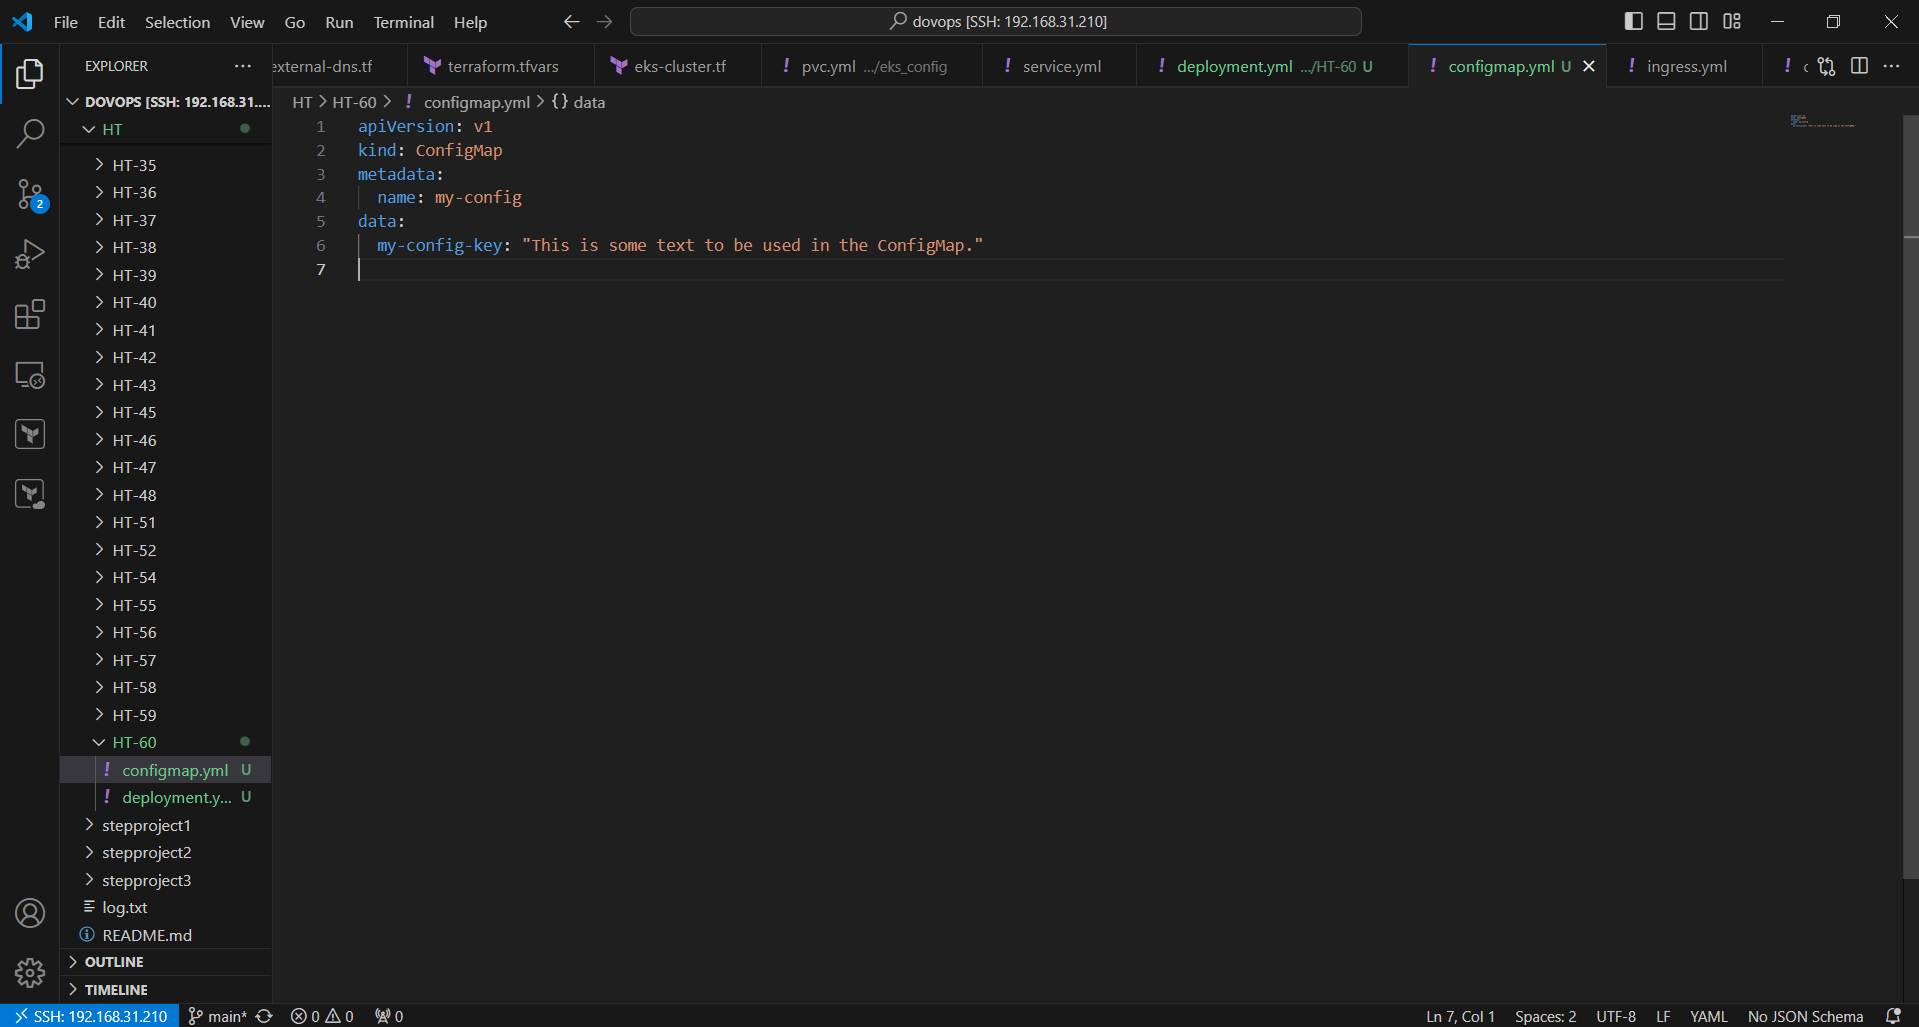 File Edit Selection View Go Run Terminal Help
dovops [SSH: 192.168.31.210]
EXPLORER
external-dns.tf terraform.tfvars eks-cluster.tf pvc.yml .../eks_config service.yml deployment.yml .../HT-60 U configmap.yml U ingress.yml
DOVOPS [SSH: 192.168.31....
HT
HT-35
HT-36
HT-37
HT-38
HT-39
HT-40
HT-41
HT-42
HT-43
HT-45
HT-46
HT-47
HT-48
HT-51
HT-52
HT-54
HT-55
HT-56
HT-57
HT-58
HT-59
HT-60
configmap.yml U
deployment.y... U
stepproject1
stepproject2
stepproject3
log.txt
README.md
OUTLINE
TIMELINE
2
HT > HT-60 > ! configmap.yml > {} data
1 apiVersion: v1
2 kind: ConfigMap
3 metadata:
4 name: my-config
5 data:
6 my-config-key: "This is some text to be used in the ConfigMap."
7
SSH: 192.168.31.210 main* 0 0 0 Ln 7, Col 1 Spaces: 2 UTF-8 LF YAML No JSON Schema